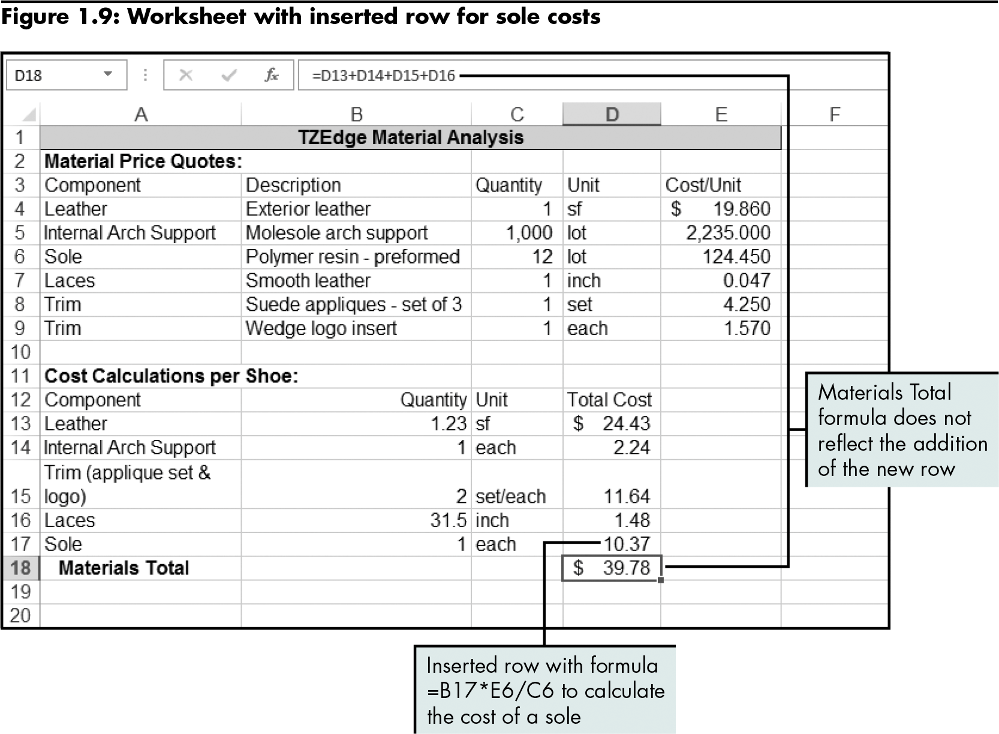 Figure 1.9: Worksheet with inserted row for sole costs
D18 fx =D13+D14+D15+D16
A B C D E F
1 TZEdge Material Analysis
2 Material Price Quotes:
3 Component Description Quantity Unit Cost/Unit
4 Leather Exterior leather 1 sf $ 19.860
5 Internal Arch Support Molesole arch support 1,000 lot 2,235.000
6 Sole Polymer resin - preformed 12 lot 124.450
7 Laces Smooth leather 1 inch 0.047
8 Trim Suede appliques - set of 3 1 set 4.250
9 Trim Wedge logo insert 1 each 1.570
10
11 Cost Calculations per Shoe:
12 Component Quantity Unit Total Cost
13 Leather 1.23 sf $ 24.43
14 Internal Arch Support 1 each 2.24
Trim (applique set &
15 logo) 2 set/each 11.64
16 Laces 31.5 inch 1.48
17 Sole 1 each 10.37
18 Materials Total $ 39.78
19
20
Materials Total
formula does not
reflect the addition
of the new row
Inserted row with formula
=B17*E6/C6 to calculate
the cost of a sole